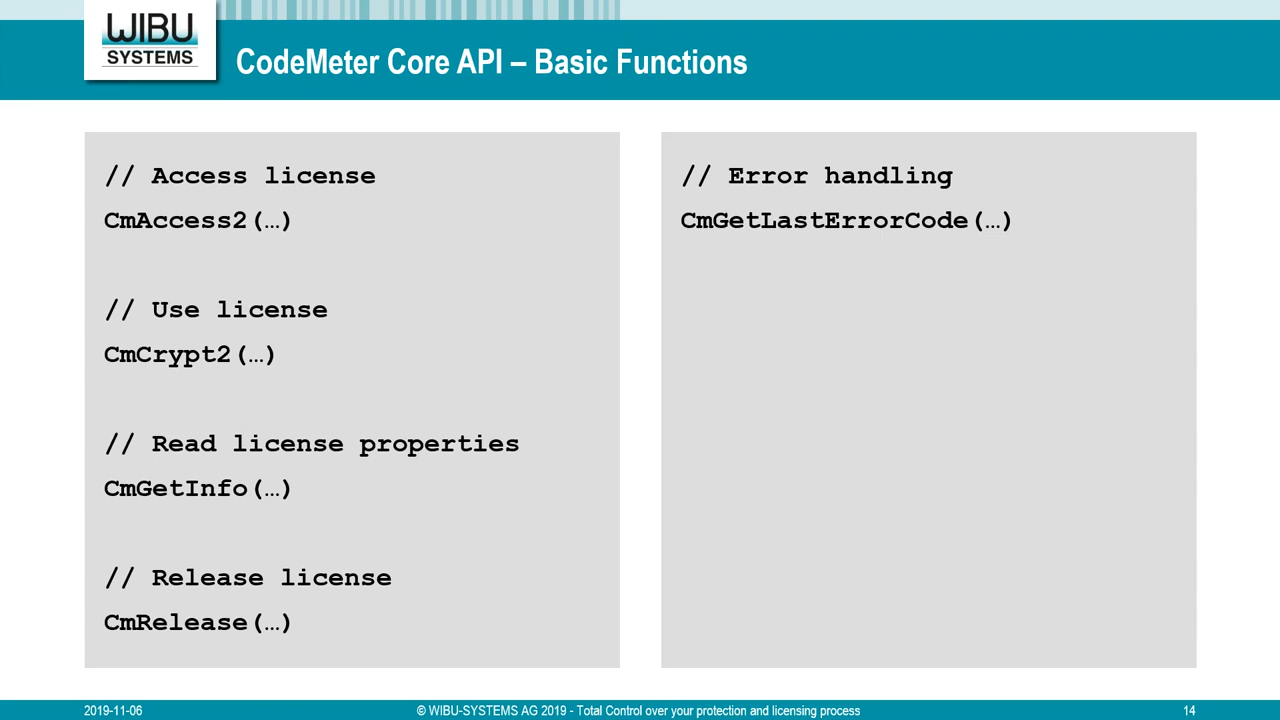 WIBU
SYSTEMS
CodeMeter Core API – Basic Functions
// Access license
CmAccess2(…)
// Use license
CmCrypt2(…)
// Read license properties
CmGetInfo(…)
// Release license
CmRelease(…)
// Error handling
CmGetLastErrorCode(…)
2019-11-06
© WIBU-SYSTEMS AG 2019 - Total Control over your protection and licensing process
14